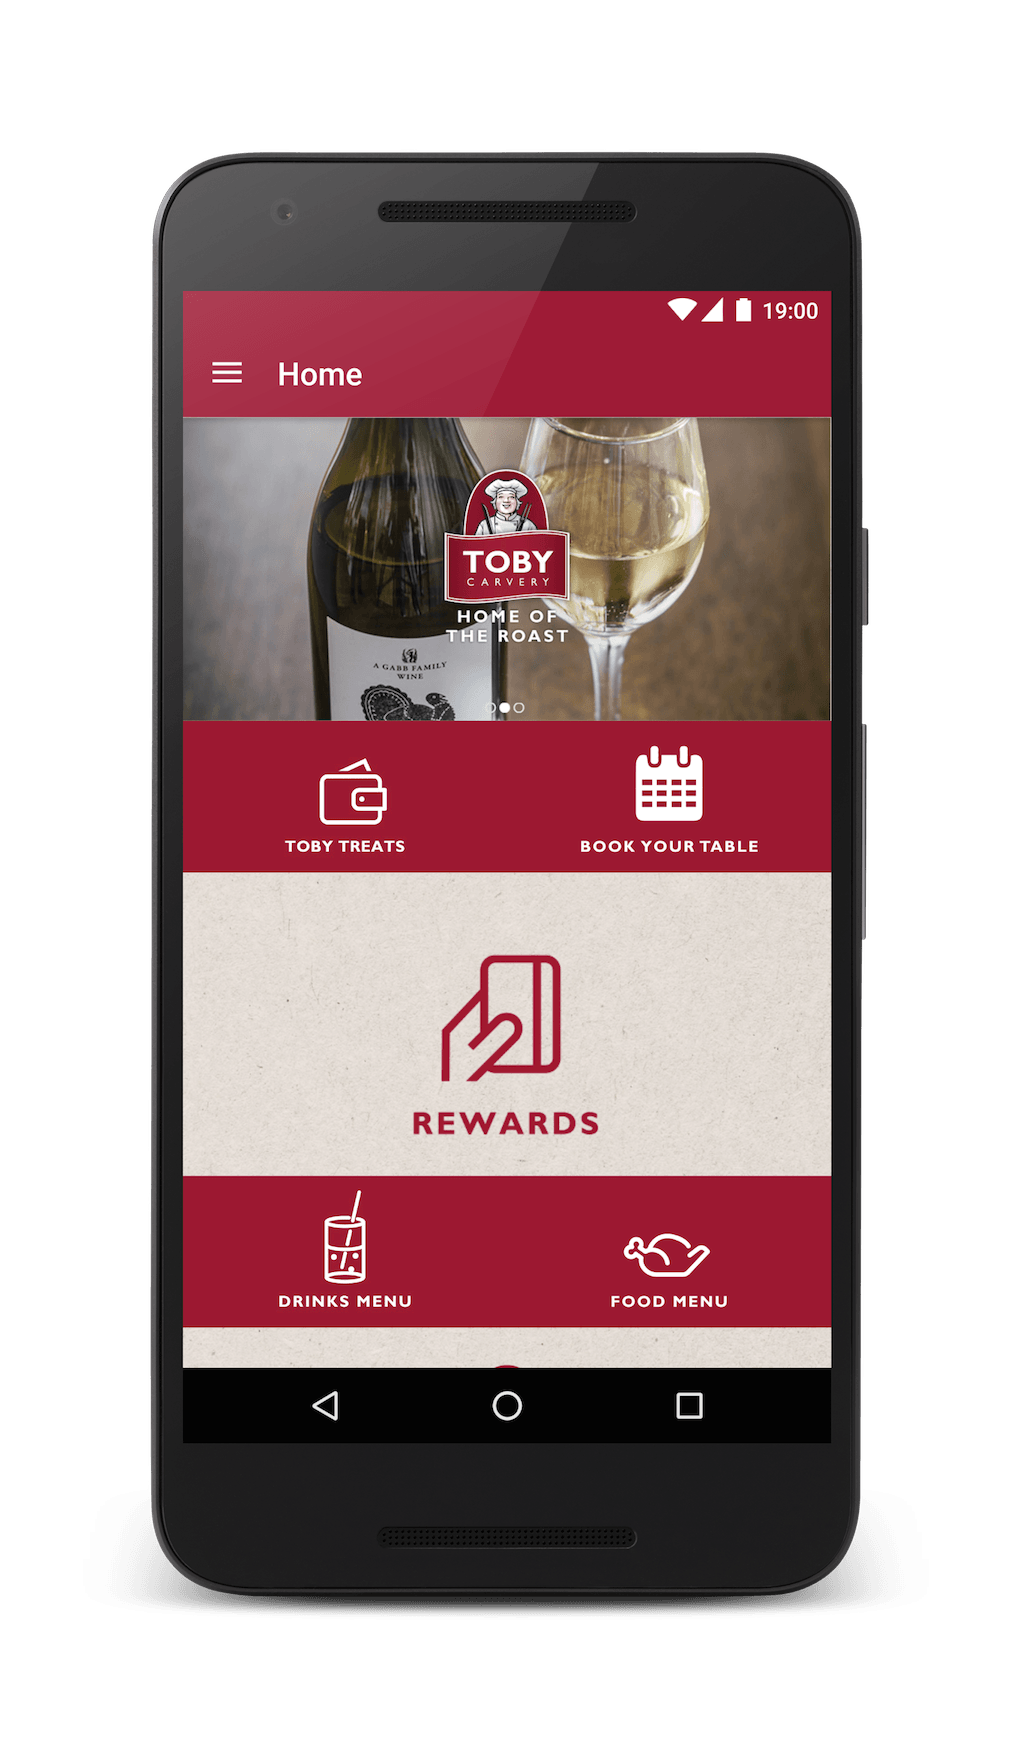 19:00
Home
TOBY
CARVERY
HOME OF
THE ROAST
A GABB FAMILY
WINE
TOBY TREATS
BOOK YOUR TABLE
REWARDS
DRINKS MENU
FOOD MENU